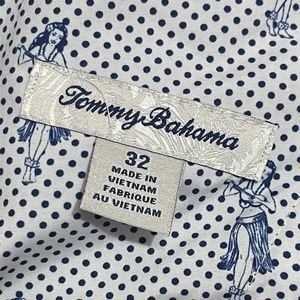 Tommy Bahama
32
MADE IN
VIETNAM
FABRIQUE
AU VIETNAM